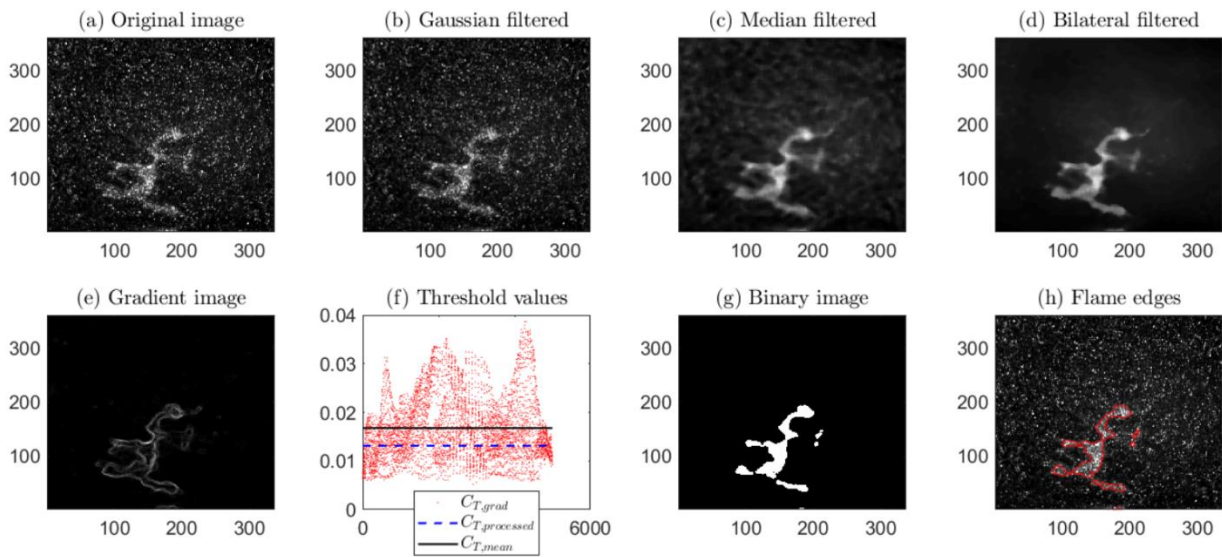 (a) Original image
(b) Gaussian filtered
(c) Median filtered
(d) Bilateral filtered
300
200
100
100 200 300
300
200
100
100 200 300
300
200
100
100 200 300
300
200
100
100 200 300
(e) Gradient image
(f) Threshold values
(g) Binary image
(h) Flame edges
300
200
100
0
100 200 300
0.04
0.03
0.02
0.01
0
0 6000
C_{T,grad}
C_{T,processed}
C_{T,mean}
300
200
100
0
100 200 300
300
200
100
0
100 200 300